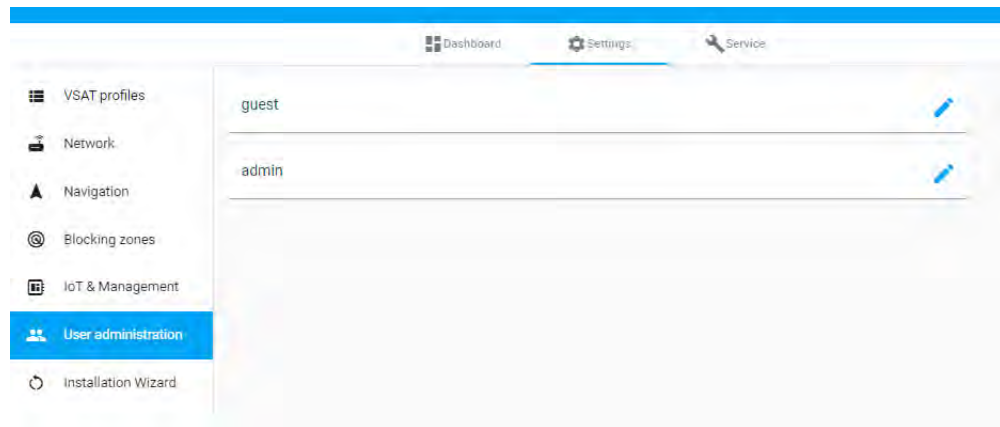 Dashboard Settings Service
VSAT profiles
Network
Navigation
Blocking zones
IoT & Management
User administration
Installation Wizard
guest
admin